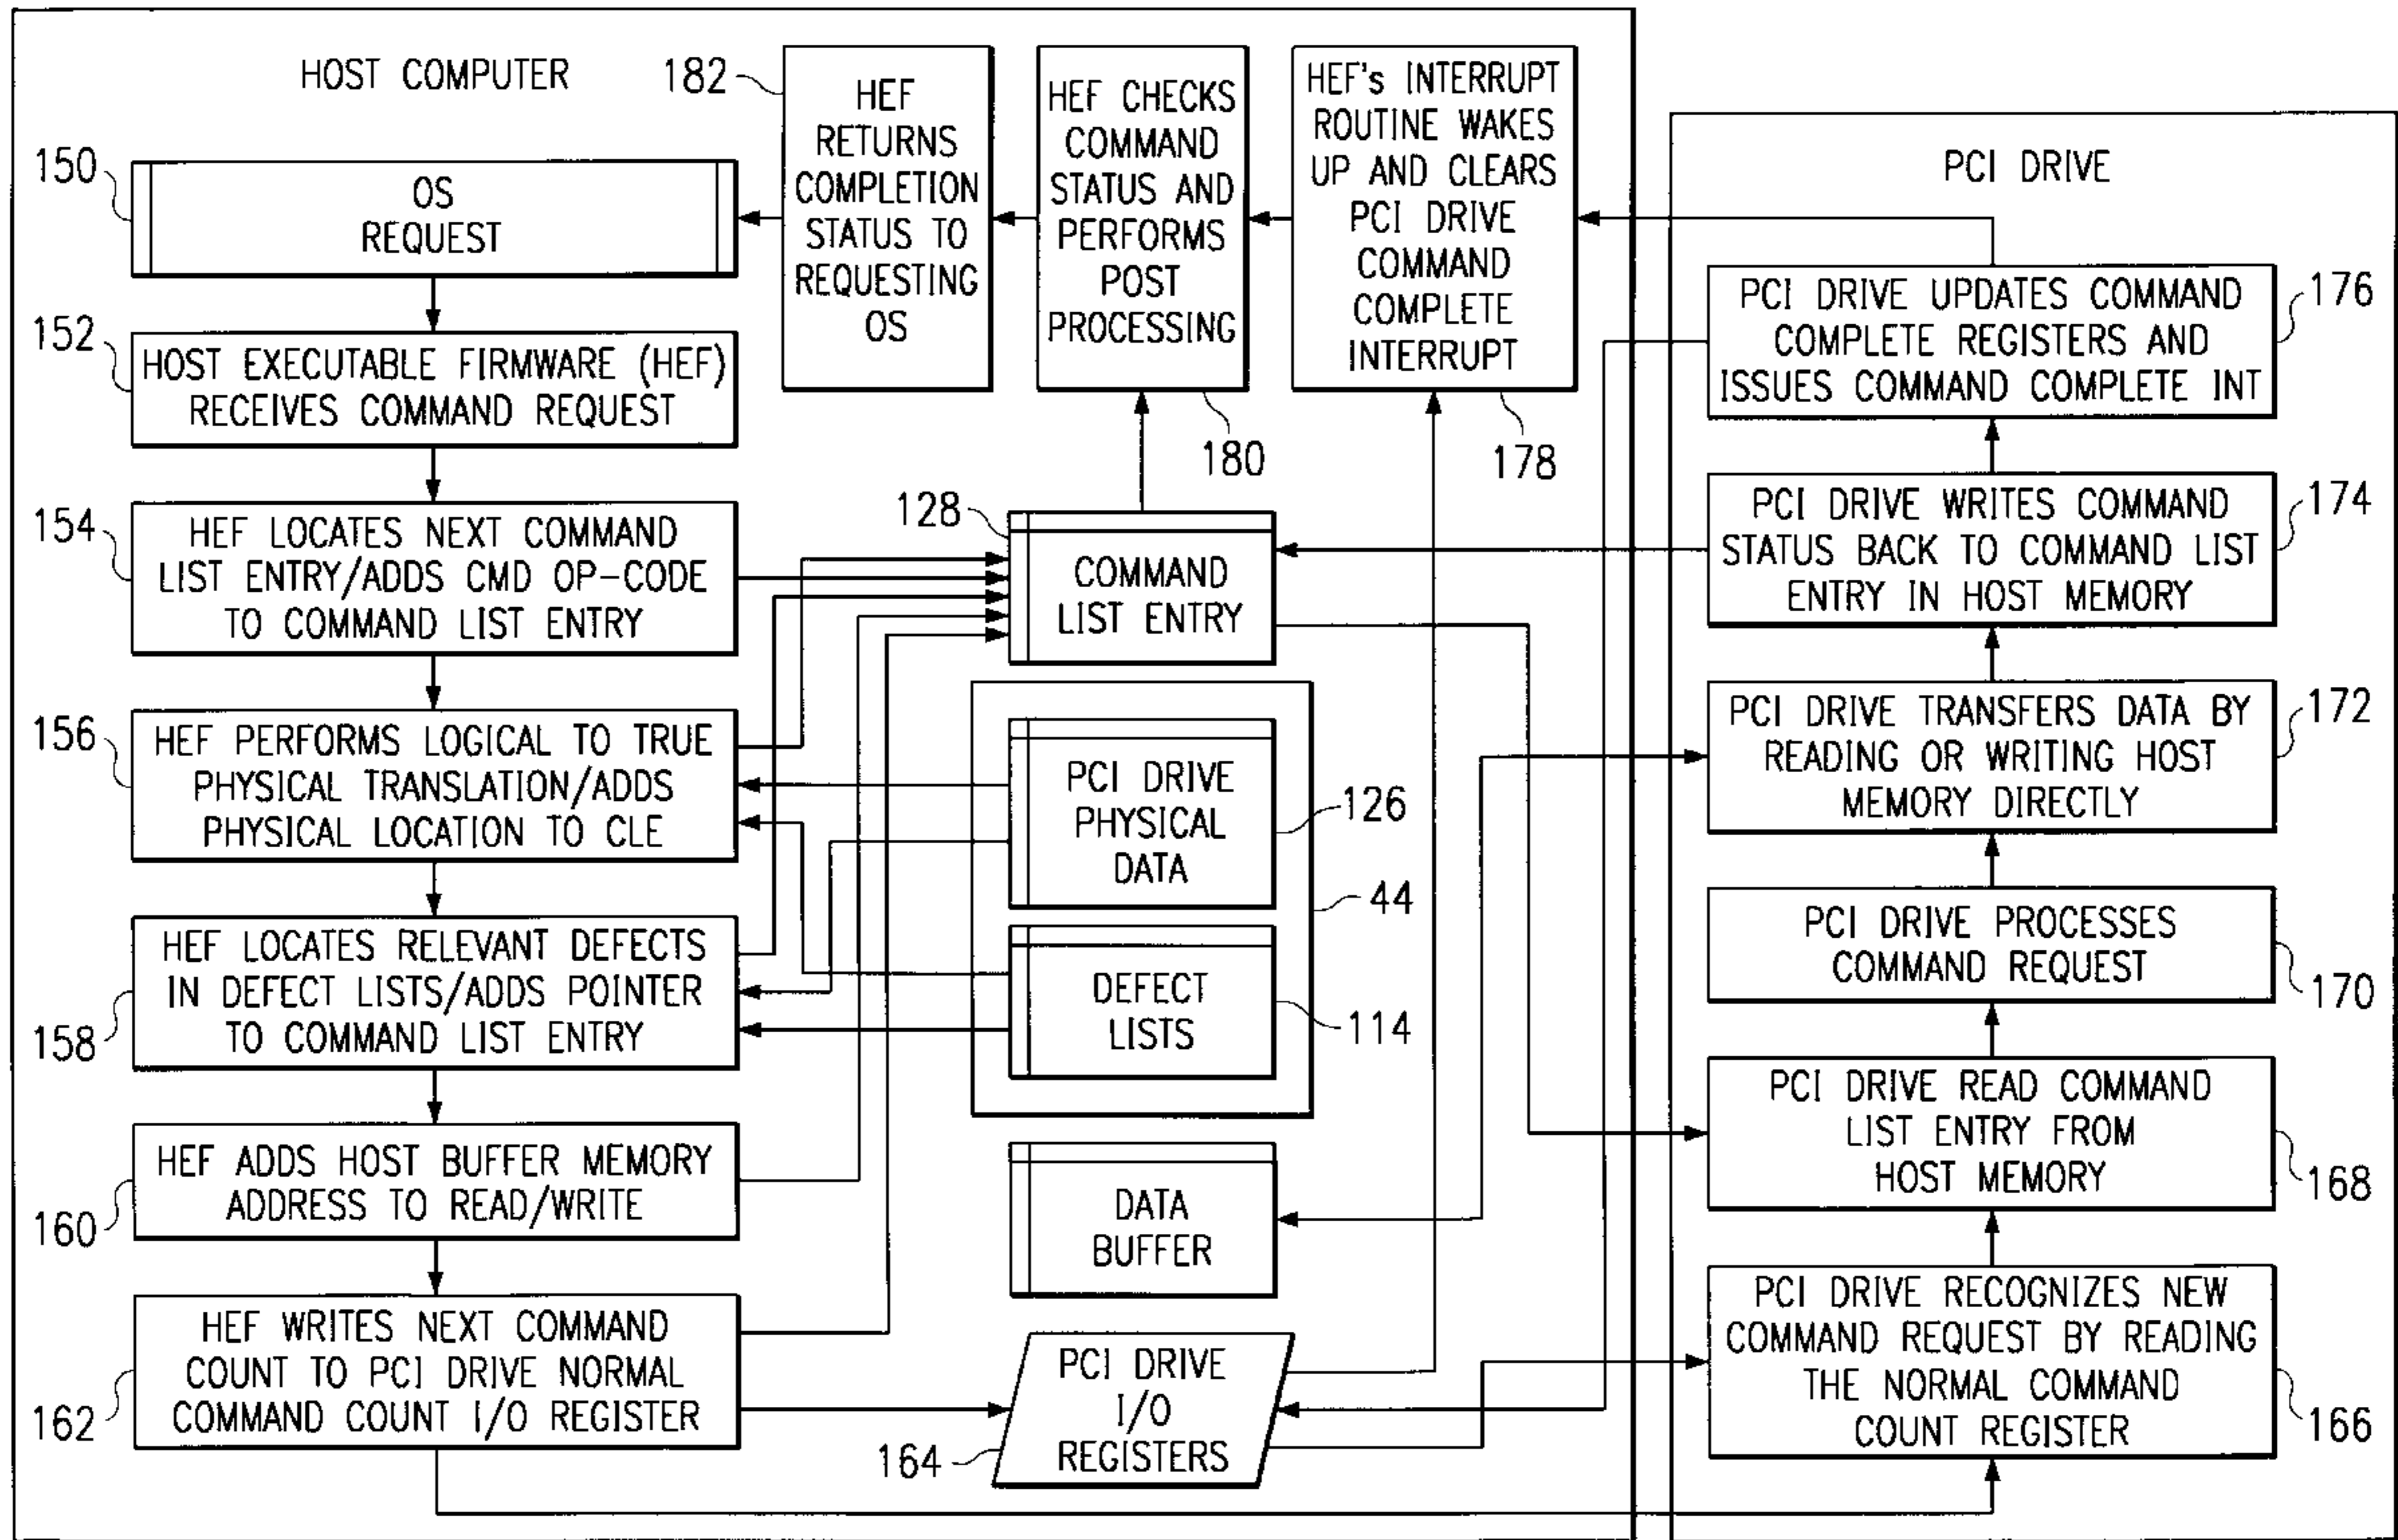 HOST COMPUTER
150
OS
REQUEST
152
HOST EXECUTABLE FIRMWARE (HEF)
RECEIVES COMMAND REQUEST
154
HEF LOCATES NEXT COMMAND
LIST ENTRY/ADDS CMD OP-CODE
TO COMMAND LIST ENTRY
156
HEF PERFORMS LOGICAL TO TRUE
PHYSICAL TRANSLATION/ADDS
PHYSICAL LOCATION TO CLE
158
HEF LOCATES RELEVANT DEFECTS
IN DEFECT LISTS/ADDS POINTER
TO COMMAND LIST ENTRY
160
HEF ADDS HOST BUFFER MEMORY
ADDRESS TO READ/WRITE
162
HEF WRITES NEXT COMMAND
COUNT TO PCI DRIVE NORMAL
COMMAND COUNT I/O REGISTER
182
HEF
RETURNS
COMPLETION
STATUS TO
REQUESTING
OS
HEF CHECKS
COMMAND
STATUS AND
PERFORMS
POST
PROCESSING
180
HEF's INTERRUPT
ROUTINE WAKES
UP AND CLEARS
PCI DRIVE
COMMAND
COMPLETE
INTERRUPT
178
128
COMMAND
LIST ENTRY
PCI DRIVE
PHYSICAL
DATA
126
44
DEFECT
LISTS
114
DATA
BUFFER
PCI DRIVE
I/O
REGISTERS
164
PCI DRIVE
PCI DRIVE UPDATES COMMAND
COMPLETE REGISTERS AND
ISSUES COMMAND COMPLETE INT
176
PCI DRIVE WRITES COMMAND
STATUS BACK TO COMMAND LIST
ENTRY IN HOST MEMORY
174
PCI DRIVE TRANSFERS DATA BY
READING OR WRITING HOST
MEMORY DIRECTLY
172
PCI DRIVE PROCESSES
COMMAND REQUEST
170
PCI DRIVE READ COMMAND
LIST ENTRY FROM
HOST MEMORY
168
PCI DRIVE RECOGNIZES NEW
COMMAND REQUEST BY READING
THE NORMAL COMMAND
COUNT REGISTER
166